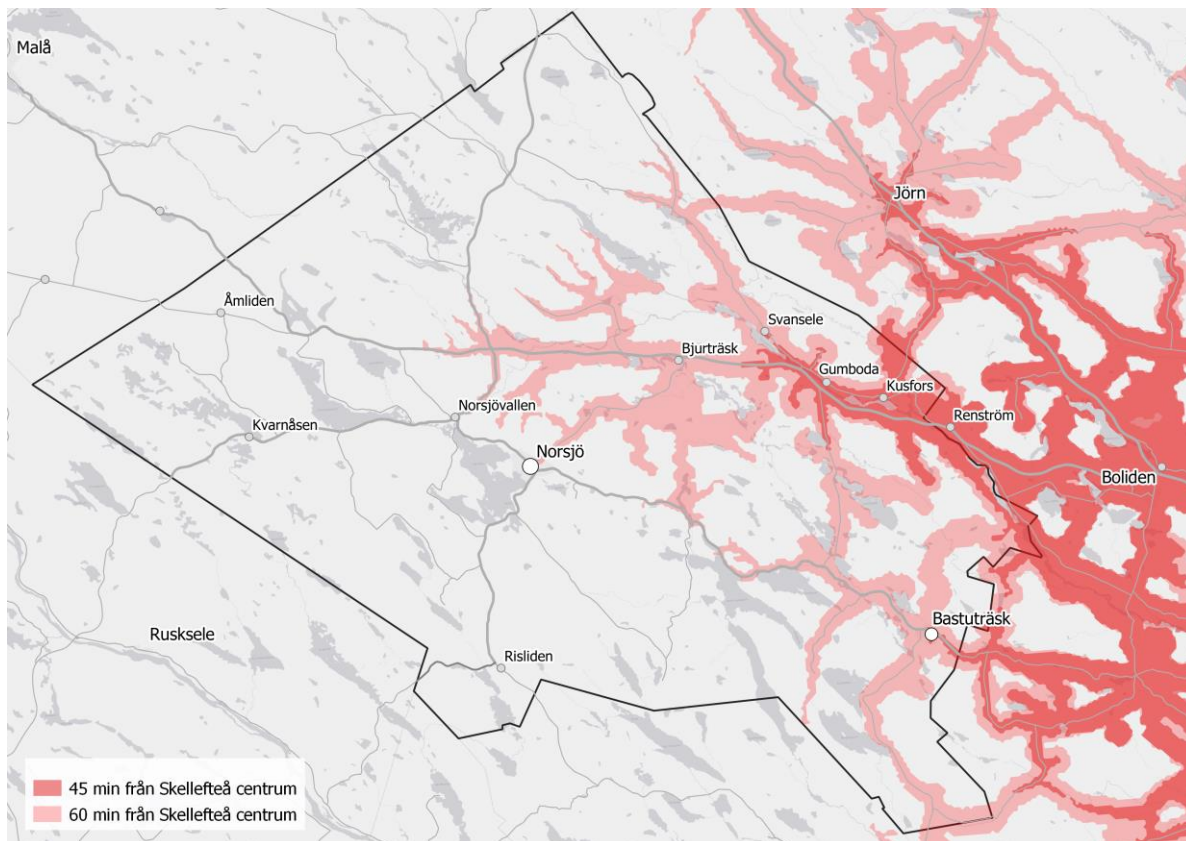 Malå
Jörn
Åmliden
Svansele
Bjurträsk
Gumboda
Kusfors
Norsjövallen
Renström
Kvarnåsen
Norsjö
Boliden
Bastuträsk
Rusksele
Risliden
45 min från Skellefteå centrum
60 min från Skellefteå centrum